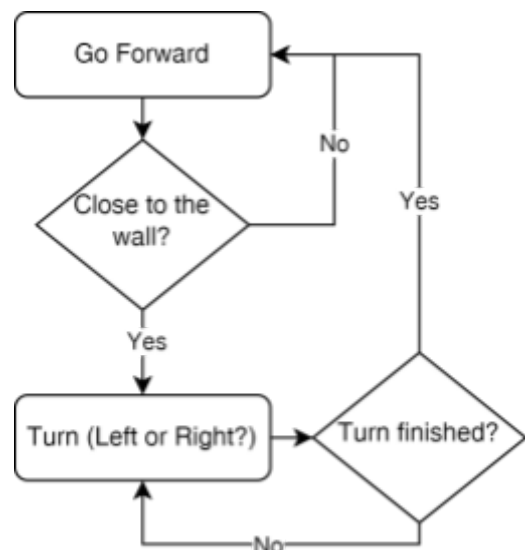 Go Forward
No
Close to the
wall?
Yes
Yes
Turn (Left or Right?)
Turn finished?
No